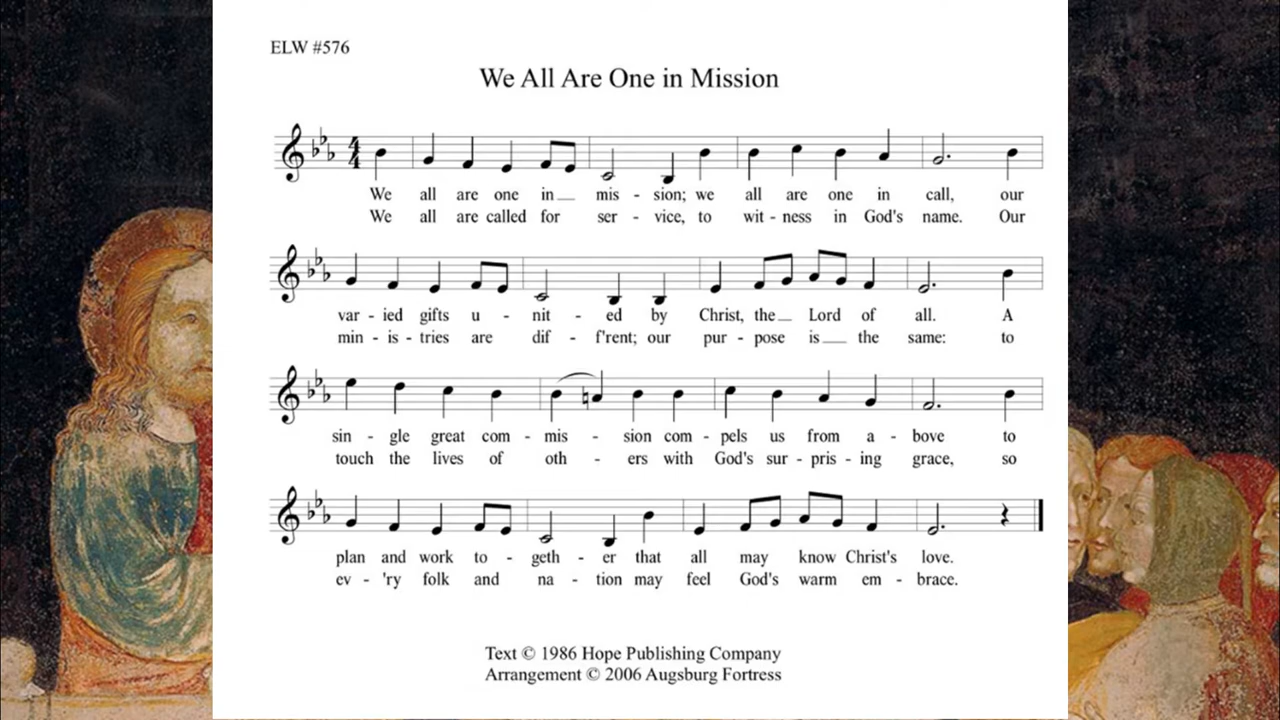 ELW #576
We All Are One in Mission
4
4
We all are one in__ mis - sion; we all are one in call, our
We all are called for ser - vice, to wit - ness in God's name. Our
var - ied gifts u - nit - ed by Christ, the__ Lord of all. A
min - is - tries are dif - f'rent; our pur - pose is__ the same: to
sin - gle great com - mis - sion com - pels us from a - bove to
touch the lives of oth - ers with God's sur - pris - ing grace, so
plan and work to - geth - er that all may know Christ's love.
ev - 'ry folk and na - tion may feel God's warm em - brace.
Text © 1986 Hope Publishing Company
Arrangement © 2006 Augsburg Fortress